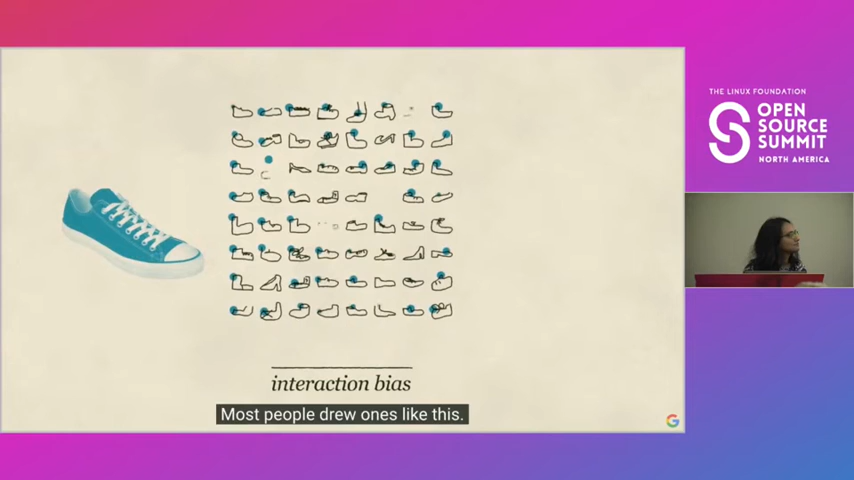 THE LINUX FOUNDATION
OPEN
SOURCE
SUMMIT
NORTH AMERICA
interaction bias
Most people drew ones like this.